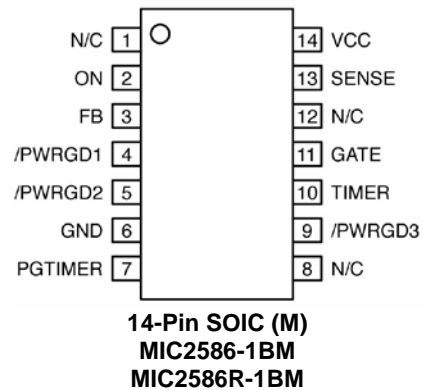 N/C 1 14 VCC
ON 2 13 SENSE
FB 3 12 N/C
/PWRGD1 4 11 GATE
/PWRGD2 5 10 TIMER
GND 6 9 /PWRGD3
PGTIMER 7 8 N/C
14-Pin SOIC (M)
MIC2586-1BM
MIC2586R-1BM